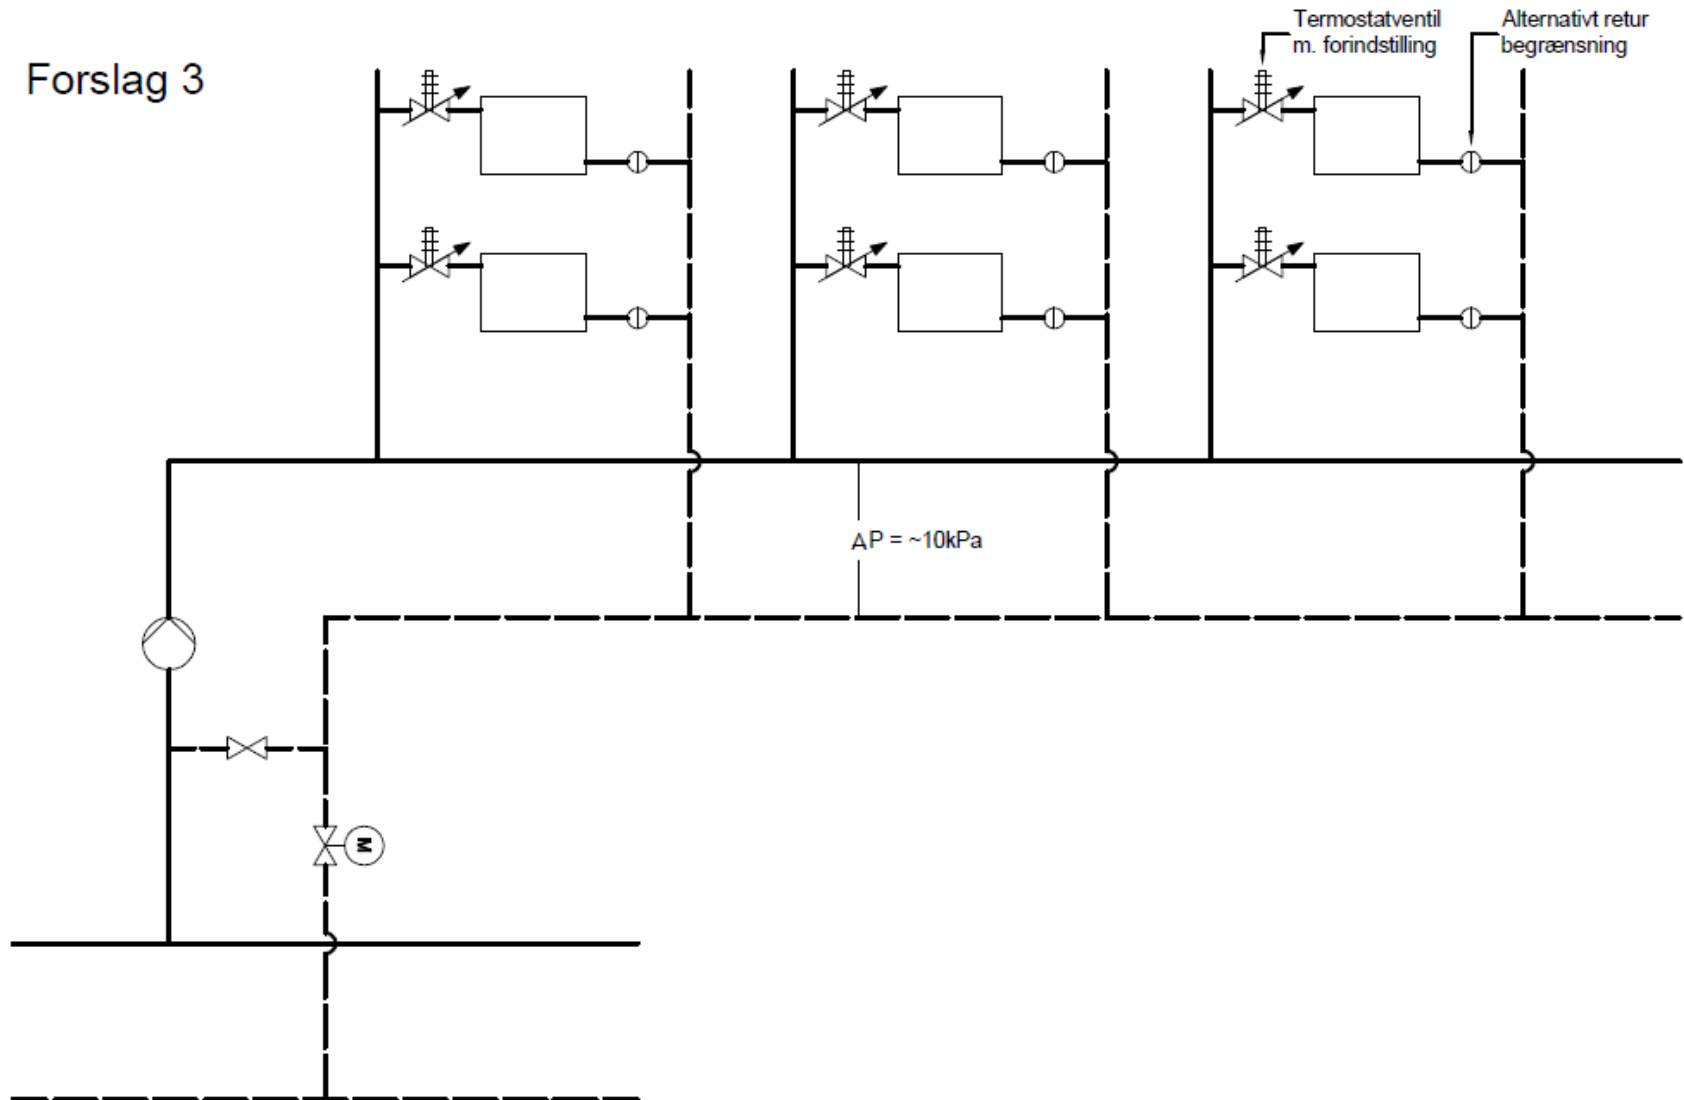 Forslag 3
Termostatventil
m. forindstilling
Alternativt retur
begrænsning
ΔP = ~10kPa
M